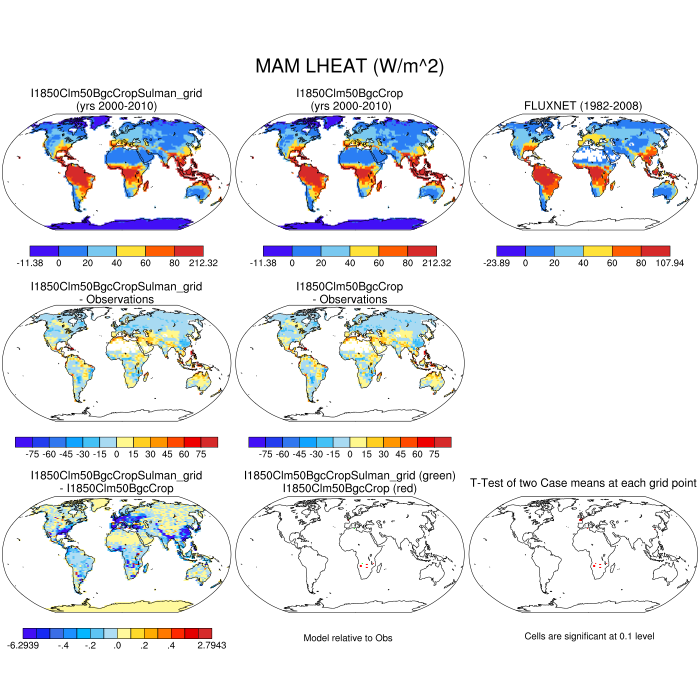 MAM LHEAT (W/m^2)
I1850Clm50BgcCropSulman_grid
(yrs 2000-2010)
I1850Clm50BgcCrop
(yrs 2000-2010)
FLUXNET (1982-2008)
-11.38 0 20 40 60 80 212.32
-11.38 0 20 40 60 80 212.32
-23.89 0 20 40 60 80 107.94
I1850Clm50BgcCropSulman_grid
- Observations
I1850Clm50BgcCrop
- Observations
-75 -60 -45 -30 -15 0 15 30 45 60 75
-75 -60 -45 -30 -15 0 15 30 45 60 75
I1850Clm50BgcCropSulman_grid
- I1850Clm50BgcCrop
I1850Clm50BgcCropSulman_grid (green)
I1850Clm50BgcCrop (red)
T-Test of two Case means at each grid point
-6.2939 -.4 -.2 .0 .2 .4 2.7943
Model relative to Obs
Cells are significant at 0.1 level